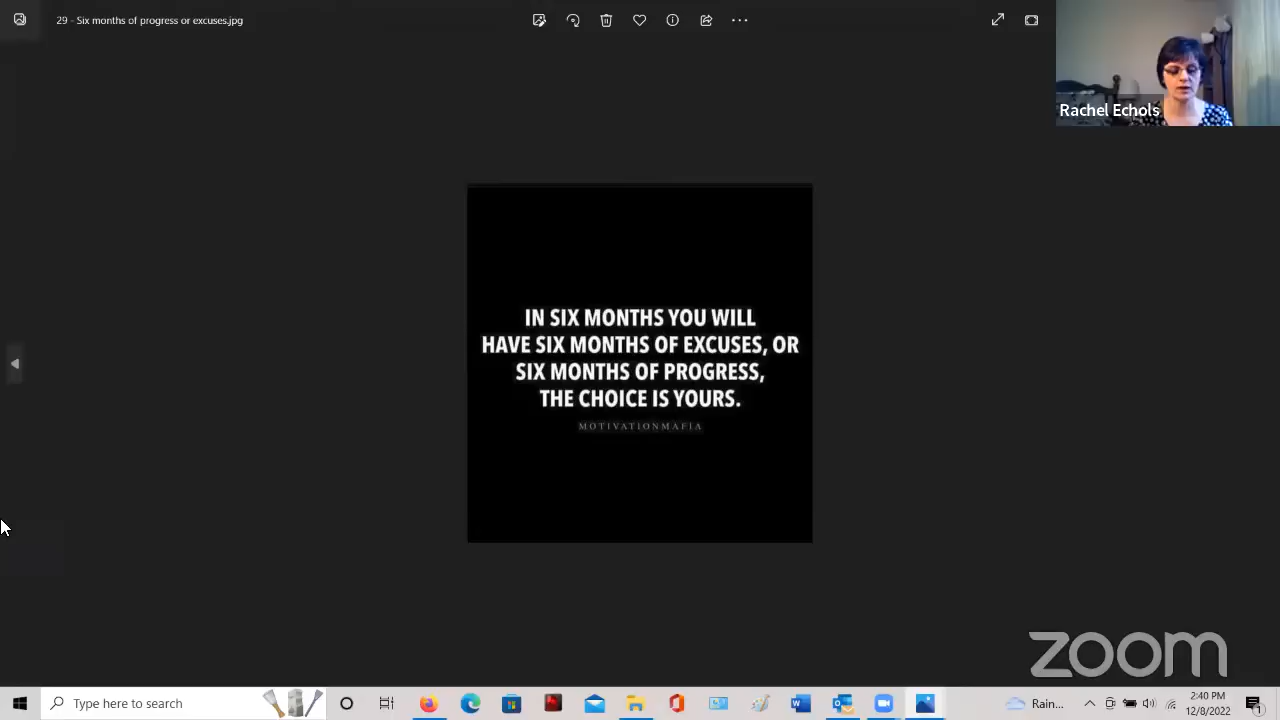 29 - Six months of progress or excuses.jpg
Rachel Echols
IN SIX MONTHS YOU WILL
HAVE SIX MONTHS OF EXCUSES, OR
SIX MONTHS OF PROGRESS,
THE CHOICE IS YOURS.
MOTIVATIONMAFIA
zoom
Type here to search
Rain...
2:40 PM
12/8/2022
1